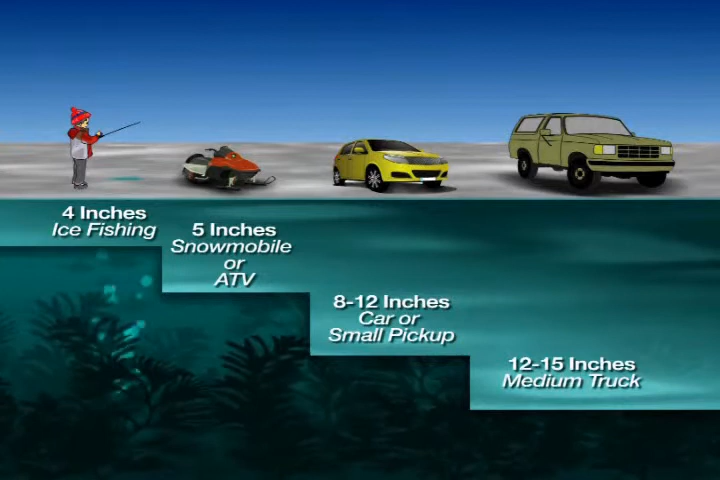 4 Inches
Ice Fishing
5 Inches
Snowmobile
or
ATV
8-12 Inches
Car or
Small Pickup
12-15 Inches
Medium Truck